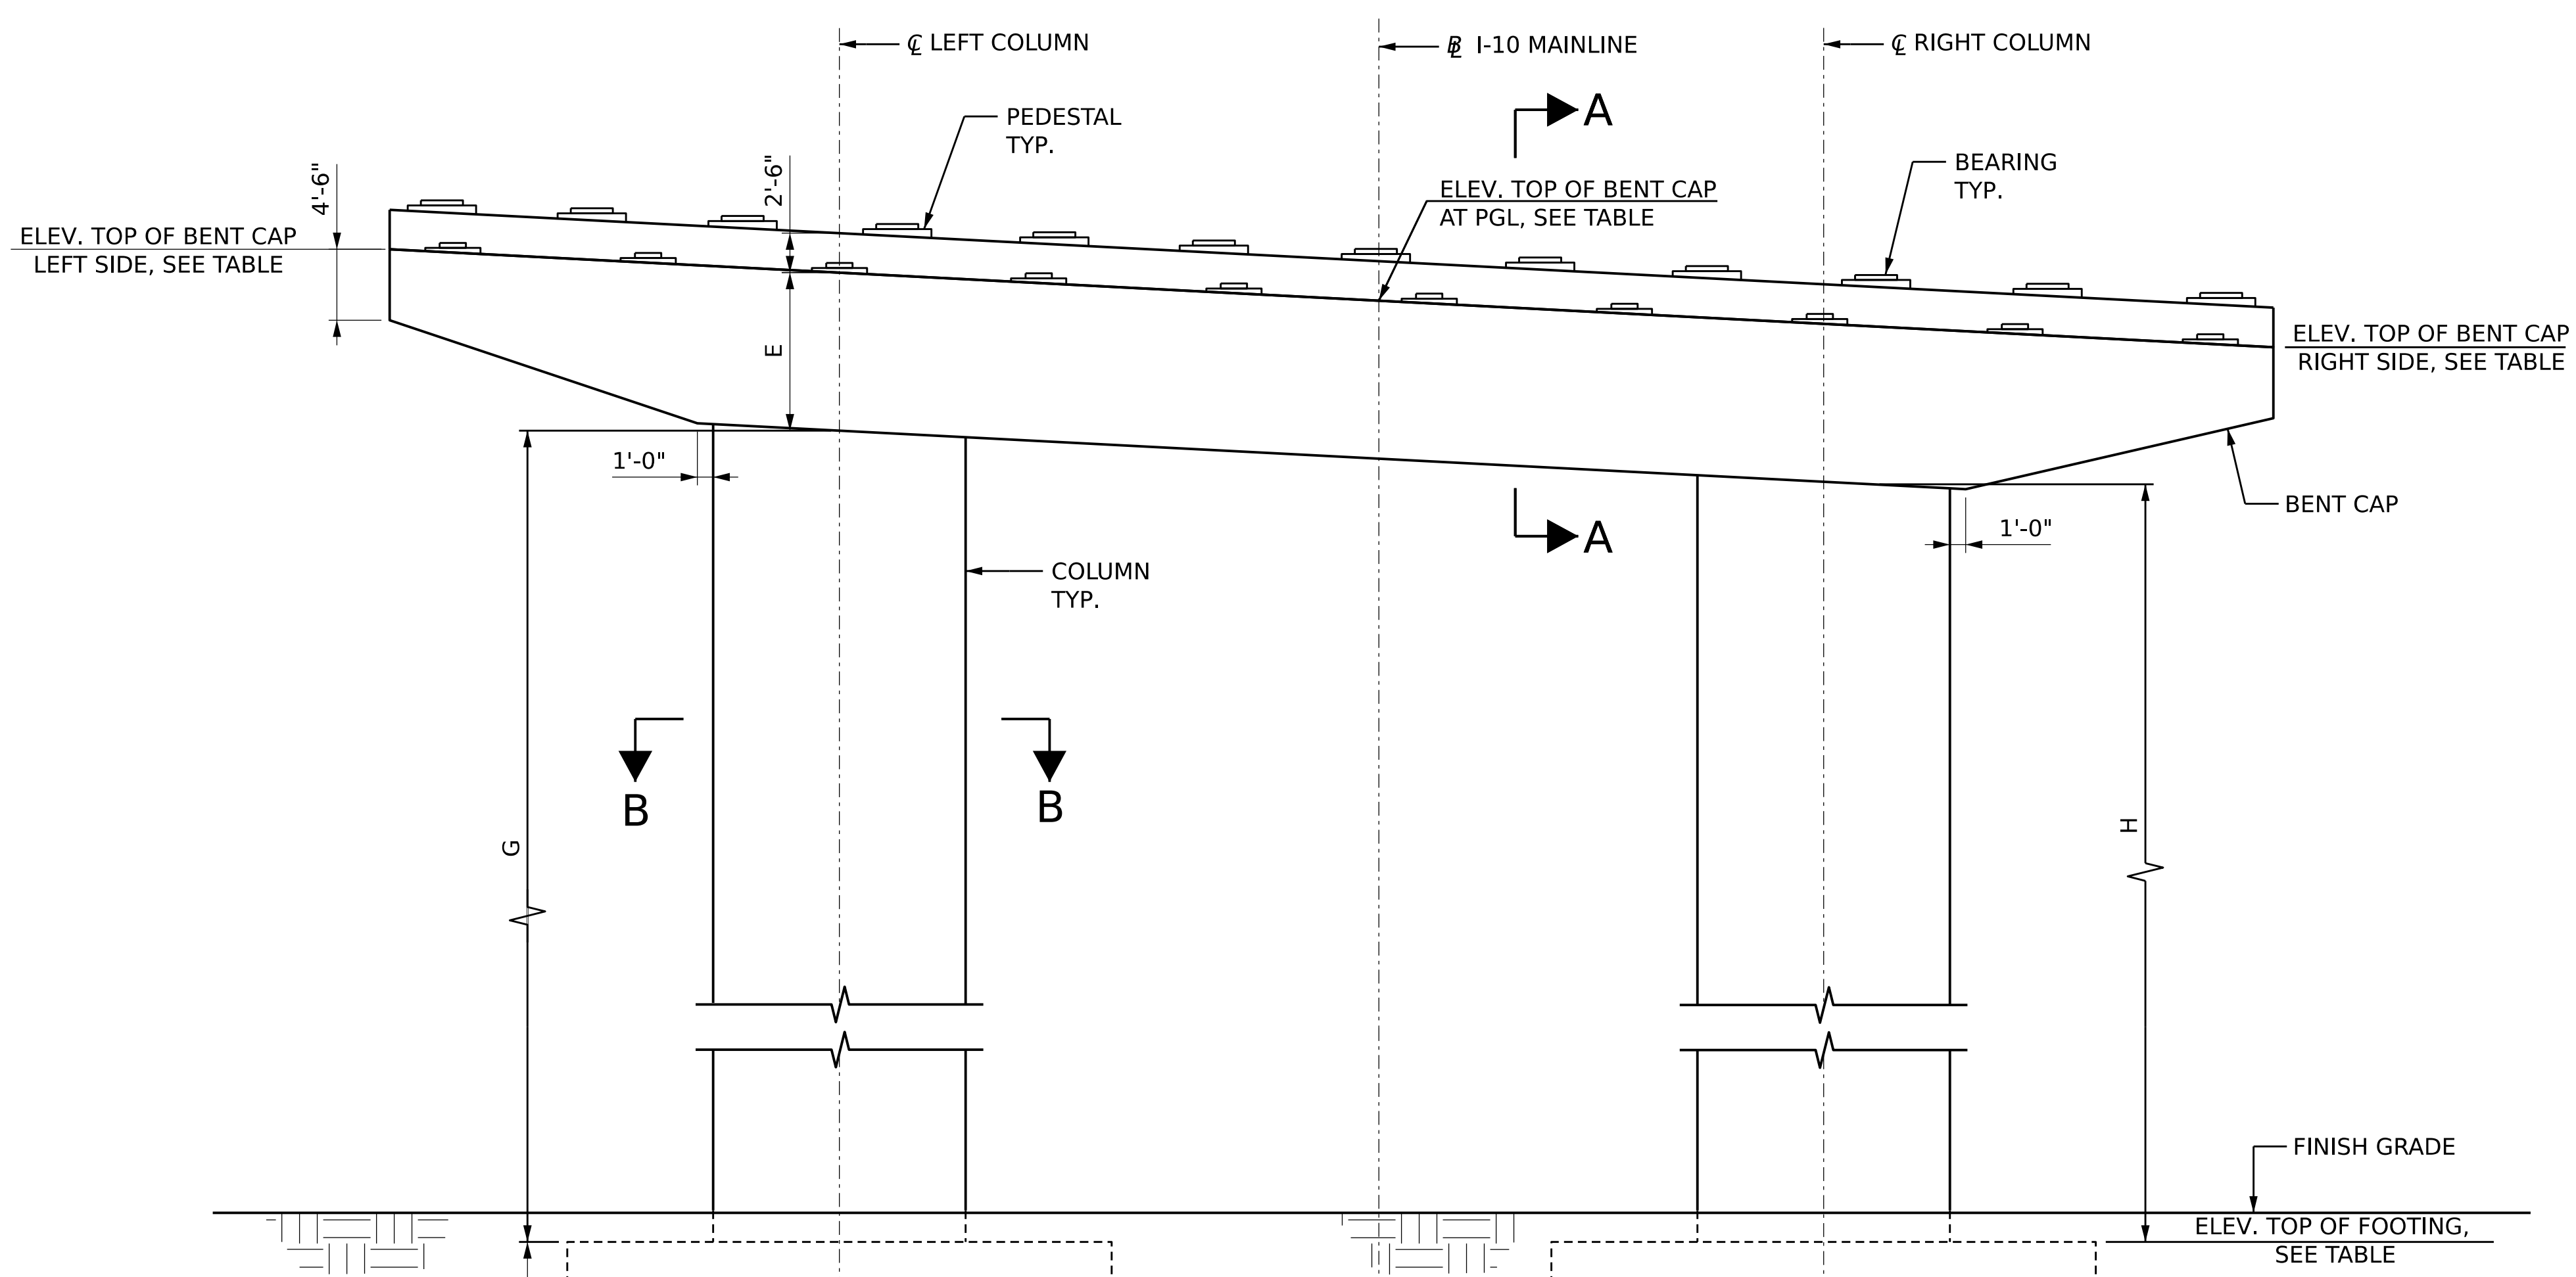 ℄ LEFT COLUMN
BL I-10 MAINLINE
℄ RIGHT COLUMN
A
PEDESTAL
TYP.
BEARING
TYP.
4'-6"
2'-6"
ELEV. TOP OF BENT CAP
AT PGL, SEE TABLE
ELEV. TOP OF BENT CAP
LEFT SIDE, SEE TABLE
ELEV. TOP OF BENT CAP
RIGHT SIDE, SEE TABLE
E
1'-0"
BENT CAP
1'-0"
A
COLUMN
TYP.
B
B
G
H
FINISH GRADE
ELEV. TOP OF FOOTING,
SEE TABLE